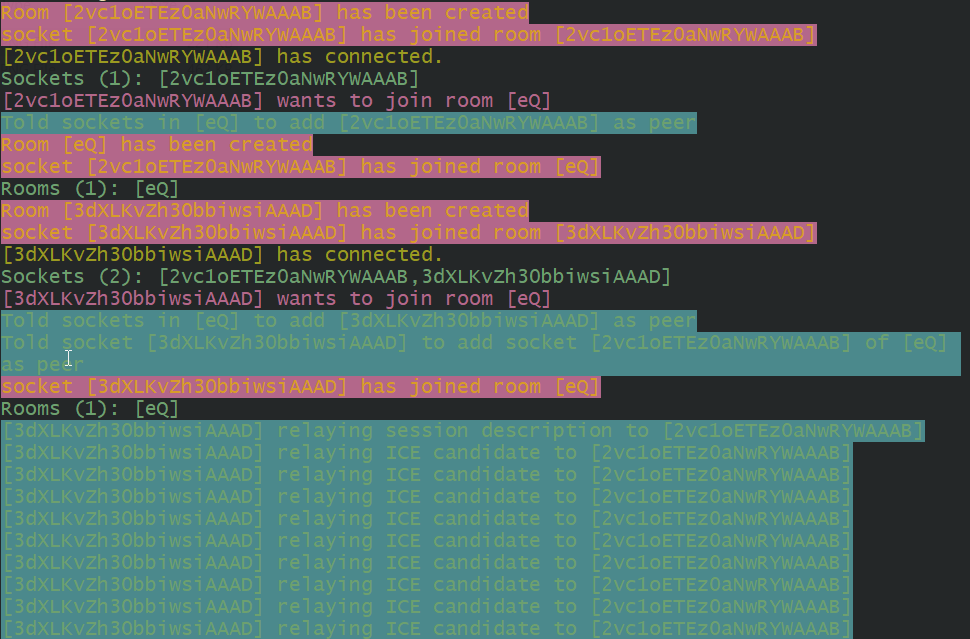 Room [2vc1oETEz0aNwRYWAAAB] has been created
socket [2vc1oETEz0aNwRYWAAAB] has joined room [2vc1oETEz0aNwRYWAAAB]
[2vc1oETEz0aNwRYWAAAB] has connected.
Sockets (1): [2vc1oETEz0aNwRYWAAAB]
[2vc1oETEz0aNwRYWAAAB] wants to join room [eQ]
Told sockets in [eQ] to add [2vc1oETEz0aNwRYWAAAB] as peer
Room [eQ] has been created
socket [2vc1oETEz0aNwRYWAAAB] has joined room [eQ]
Rooms (1): [eQ]
Room [3dXLKvZh3ObbiwsiAAAD] has been created
socket [3dXLKvZh3ObbiwsiAAAD] has joined room [3dXLKvZh3ObbiwsiAAAD]
[3dXLKvZh3ObbiwsiAAAD] has connected.
Sockets (2): [2vc1oETEz0aNwRYWAAAB,3dXLKvZh3ObbiwsiAAAD]
[3dXLKvZh3ObbiwsiAAAD] wants to join room [eQ]
Told sockets in [eQ] to add [3dXLKvZh3ObbiwsiAAAD] as peer
Told socket [3dXLKvZh3ObbiwsiAAAD] to add socket [2vc1oETEz0aNwRYWAAAB] of [eQ]
as peer
socket [3dXLKvZh3ObbiwsiAAAD] has joined room [eQ]
Rooms (1): [eQ]
[3dXLKvZh3ObbiwsiAAAD] relaying session description to [2vc1oETEz0aNwRYWAAAB]
[3dXLKvZh3ObbiwsiAAAD] relaying ICE candidate to [2vc1oETEz0aNwRYWAAAB]
[3dXLKvZh3ObbiwsiAAAD] relaying ICE candidate to [2vc1oETEz0aNwRYWAAAB]
[3dXLKvZh3ObbiwsiAAAD] relaying ICE candidate to [2vc1oETEz0aNwRYWAAAB]
[3dXLKvZh3ObbiwsiAAAD] relaying ICE candidate to [2vc1oETEz0aNwRYWAAAB]
[3dXLKvZh3ObbiwsiAAAD] relaying ICE candidate to [2vc1oETEz0aNwRYWAAAB]
[3dXLKvZh3ObbiwsiAAAD] relaying ICE candidate to [2vc1oETEz0aNwRYWAAAB]
[3dXLKvZh3ObbiwsiAAAD] relaying ICE candidate to [2vc1oETEz0aNwRYWAAAB]
[3dXLKvZh3ObbiwsiAAAD] relaying ICE candidate to [2vc1oETEz0aNwRYWAAAB]
[3dXLKvZh3ObbiwsiAAAD] relaying ICE candidate to [2vc1oETEz0aNwRYWAAAB]